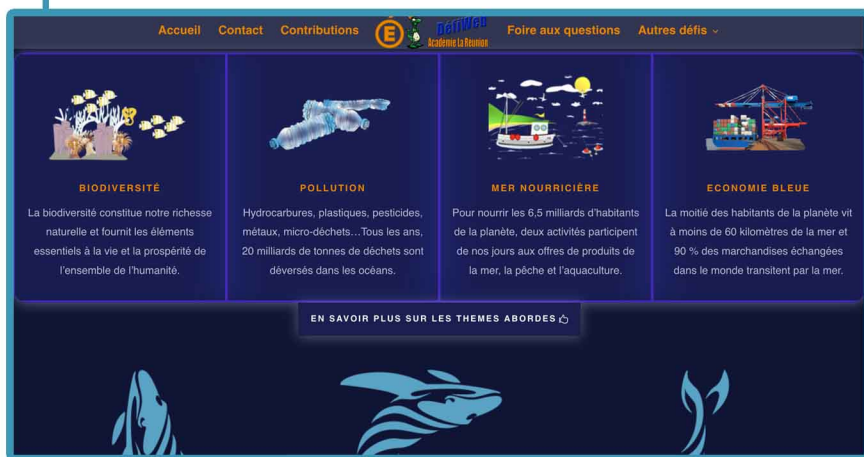 Accueil Contact Contributions DéfiWeb Académie La Réunion Foire aux questions Autres défis
BIODIVERSITÉ
La biodiversité constitue notre richesse
naturelle et fournit les éléments
essentiels à la vie et la prospérité de
l'ensemble de l'humanité.
POLLUTION
Hydrocarbures, plastiques, pesticides,
métaux, micro-déchets…Tous les ans,
20 milliards de tonnes de déchets sont
déversés dans les océans.
MER NOURRICIÈRE
Pour nourrir les 6,5 milliards d'habitants
de la planète, deux activités participent
de nos jours aux offres de produits de
la mer, la pêche et l'aquaculture.
ECONOMIE BLEUE
La moitié des habitants de la planète vit
à moins de 60 kilomètres de la mer et
90 % des marchandises échangées
dans le monde transitent par la mer.
EN SAVOIR PLUS SUR LES THEMES ABORDES